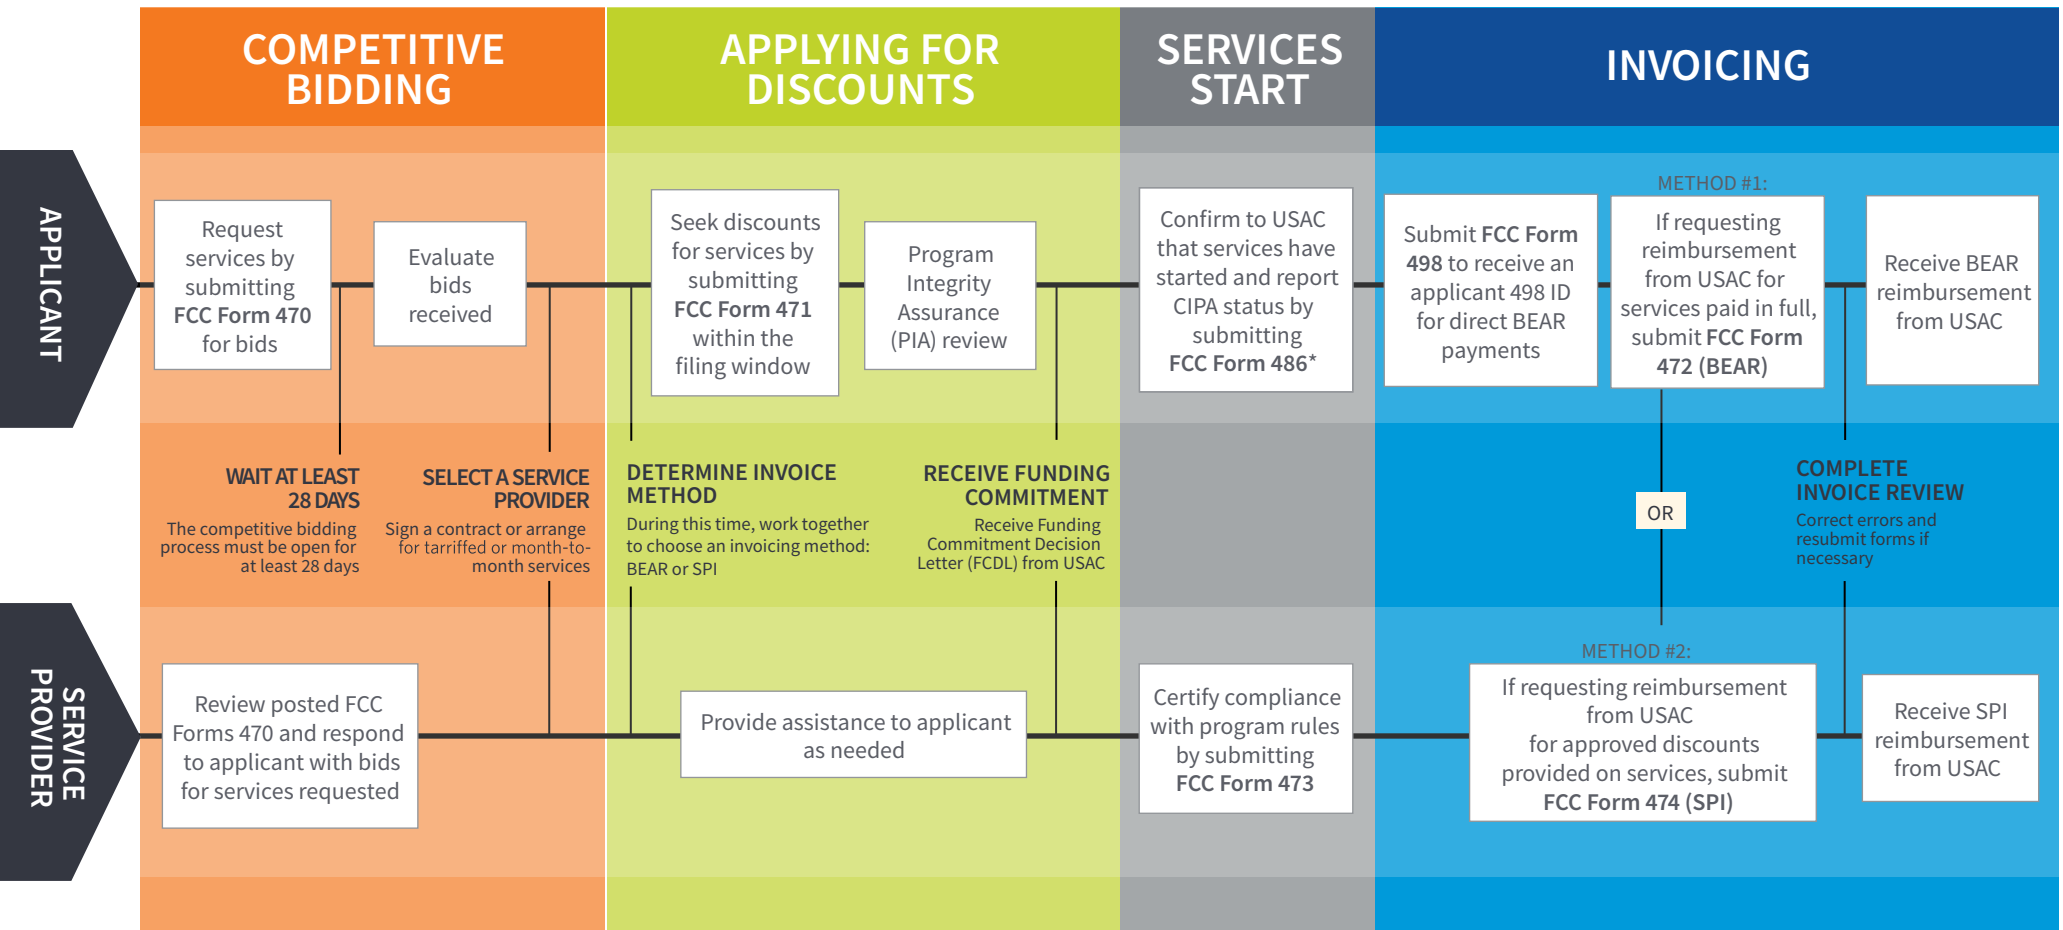 COMPETITIVE
BIDDING
APPLYING FOR
DISCOUNTS
SERVICES
START
INVOICING
APPLICANT
Request
services by
submitting
FCC Form 470
for bids
Evaluate
bids
received
Seek discounts
for services by
submitting
FCC Form 471
within the
filing window
Program
Integrity
Assurance
(PIA) review
Confirm to USAC
that services have
started and report
CIPA status by
submitting
FCC Form 486*
Submit FCC Form
498 to receive an
applicant 498 ID
for direct BEAR
payments
METHOD #1:
If requesting
reimbursement
from USAC for
services paid in full,
submit FCC Form
472 (BEAR)
Receive BEAR
reimbursement
from USAC
WAIT AT LEAST
28 DAYS
The competitive bidding
process must be open for
at least 28 days
SELECT A SERVICE
PROVIDER
Sign a contract or arrange
for tarriffed or month-to-
month services
DETERMINE INVOICE
METHOD
During this time, work together
to choose an invoicing method:
BEAR or SPI
RECEIVE FUNDING
COMMITMENT
Receive Funding
Commitment Decision
Letter (FCDL) from USAC
OR
COMPLETE
INVOICE REVIEW
Correct errors and
resubmit forms if
necessary
SERVICE
PROVIDER
Review posted FCC
Forms 470 and respond
to applicant with bids
for services requested
Provide assistance to applicant
as needed
Certify compliance
with program rules
by submitting
FCC Form 473
METHOD #2:
If requesting reimbursement
from USAC
for approved discounts
provided on services, submit
FCC Form 474 (SPI)
Receive SPI
reimbursement
from USAC